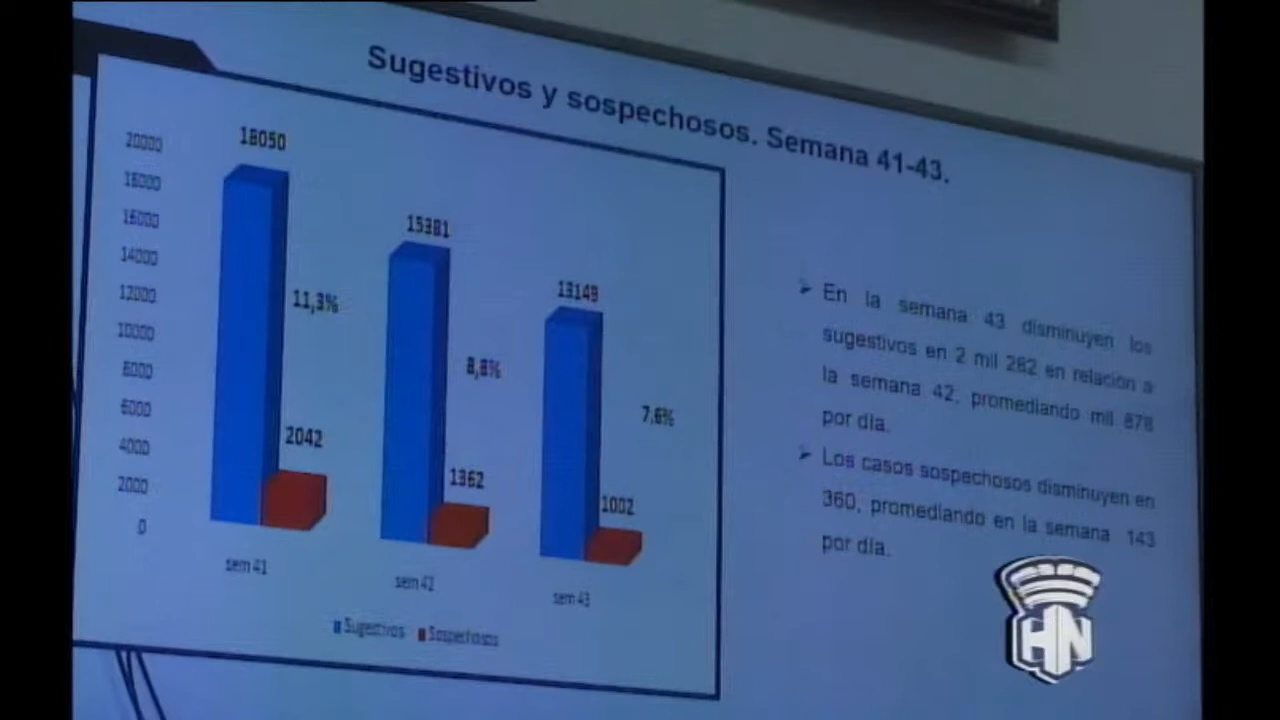 Sugestivos y sospechosos. Semana 41-43.
20000
18000
16000
14000
12000
10000
8000
6000
4000
2000
0
18050
11,3%
2042
15381
8,8%
1362
13149
7,6%
1002
sem 41
sem 42
sem 43
Sugestivos Sospechosos
➢ En la semana 43 disminuyen los
sugestivos en 2 mil 262 en relación a
la semana 42, promediando mil 878
por día.
➢ Los casos sospechosos disminuyen en
360, promediando en la semana 143
por día.
HN